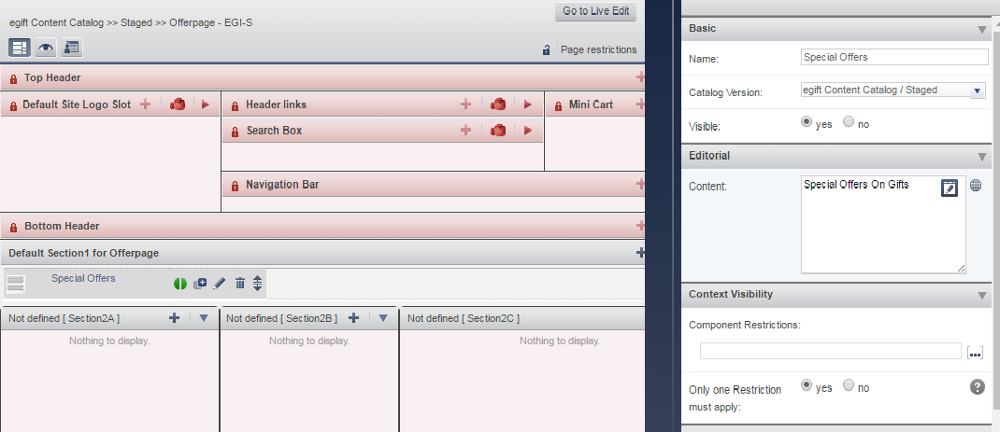 Go to Live Edit
egift Content Catalog >> Staged >> Offerpage - EGI-S
Page restrictions
Top Header
Default Site Logo Slot
Header links
Mini Cart
Search Box
Navigation Bar
Bottom Header
Default Section1 for Offerpage
Special Offers
Not defined [ Section2A ]
Not defined [ Section2B ]
Not defined [ Section2C ]
Nothing to display.
Nothing to display.
Nothing to display.
Basic
Name:
Special Offers
Catalog Version:
egift Content Catalog / Staged
Visible:
yes no
Editorial
Content:
Special Offers On Gifts
Context Visibility
Component Restrictions:
...
Only one Restriction
must apply:
yes no
?